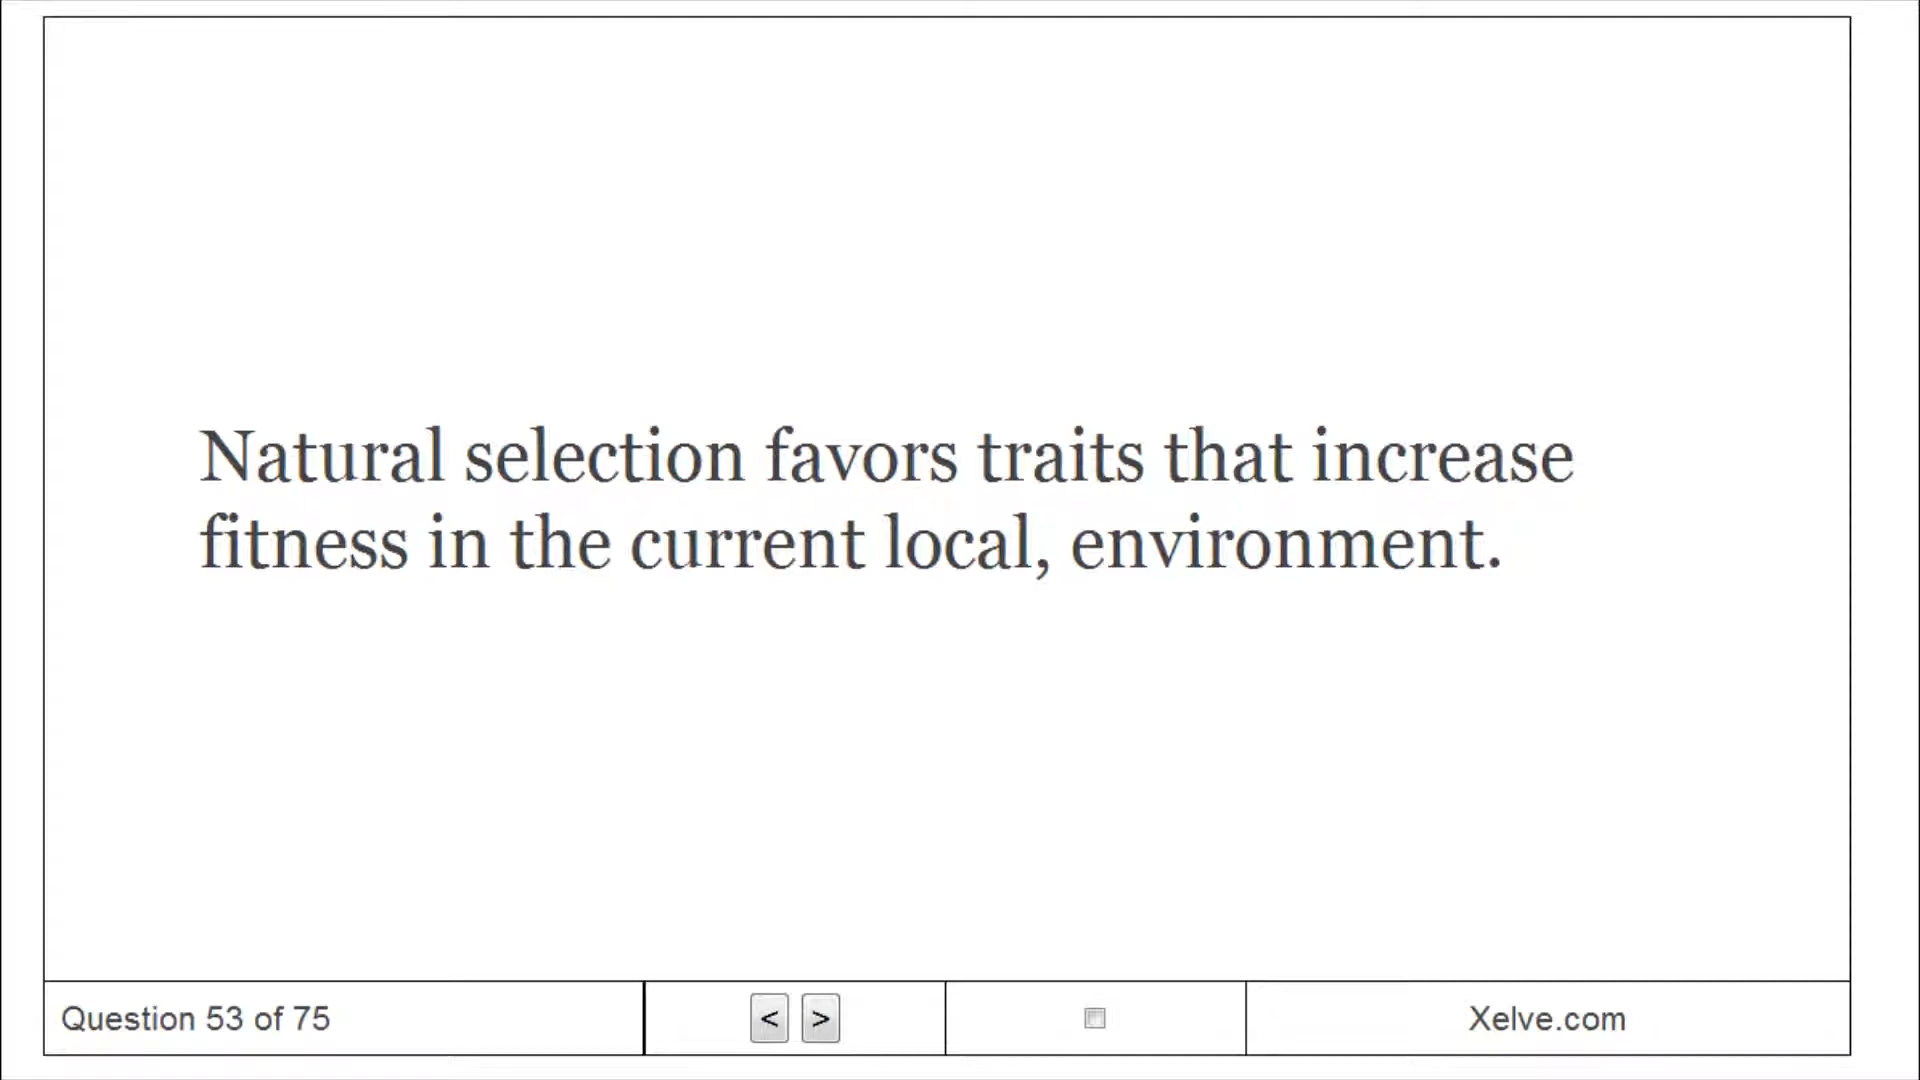 Natural selection favors traits that increase
fitness in the current local, environment.
Question 53 of 75
< >
Xelve.com